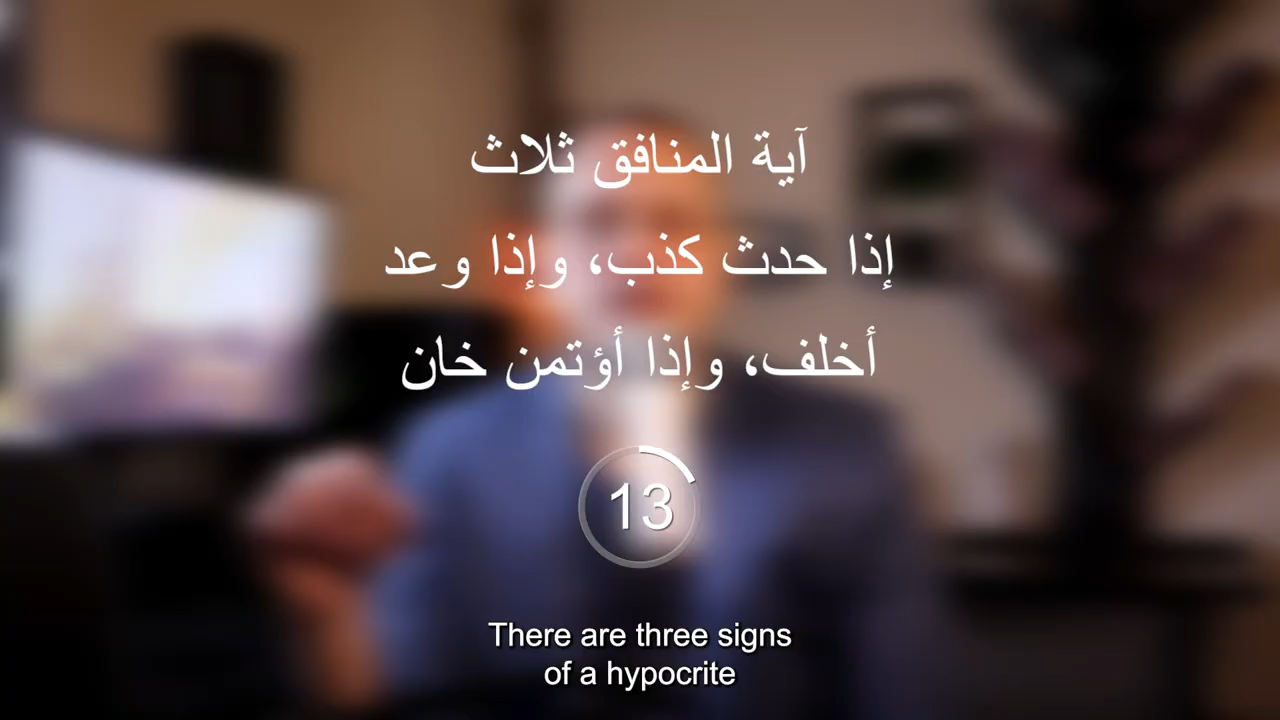 آية المنافق ثلاث
إذا حدث كذب، وإذا وعد
أخلف، وإذا أؤتمن خان
13
There are three signs
of a hypocrite